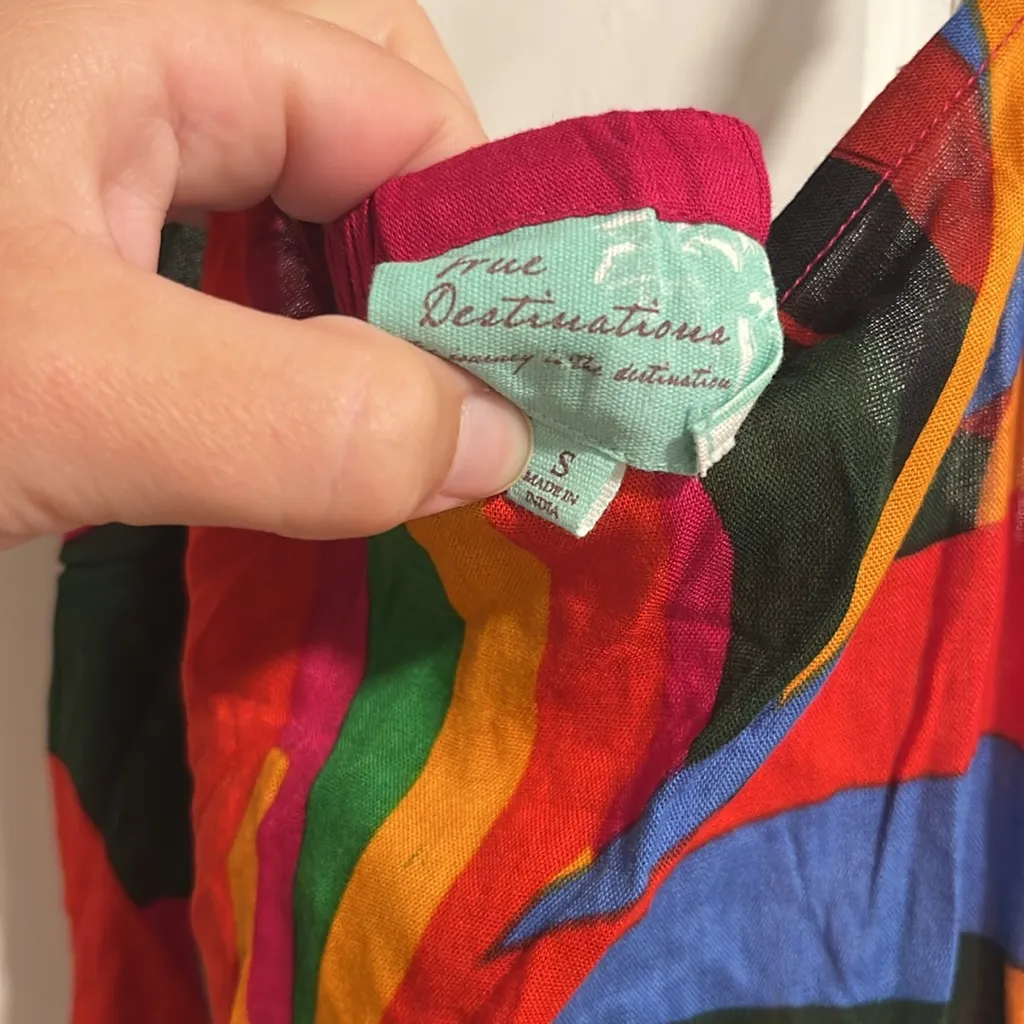 True
Destinations
journey is the destination
S
MADE IN
INDIA